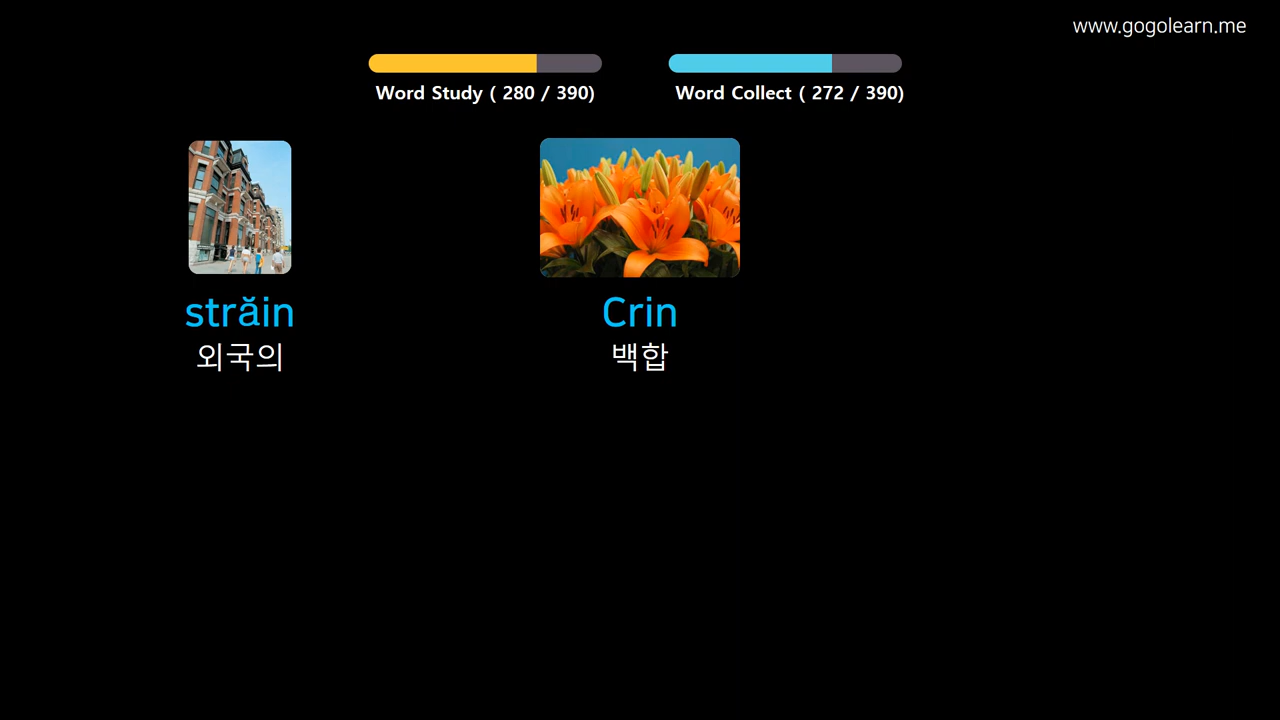 www.gogolearn.me
Word Study ( 280 / 390)
Word Collect ( 272 / 390)
străin
외국의
Crin
백합